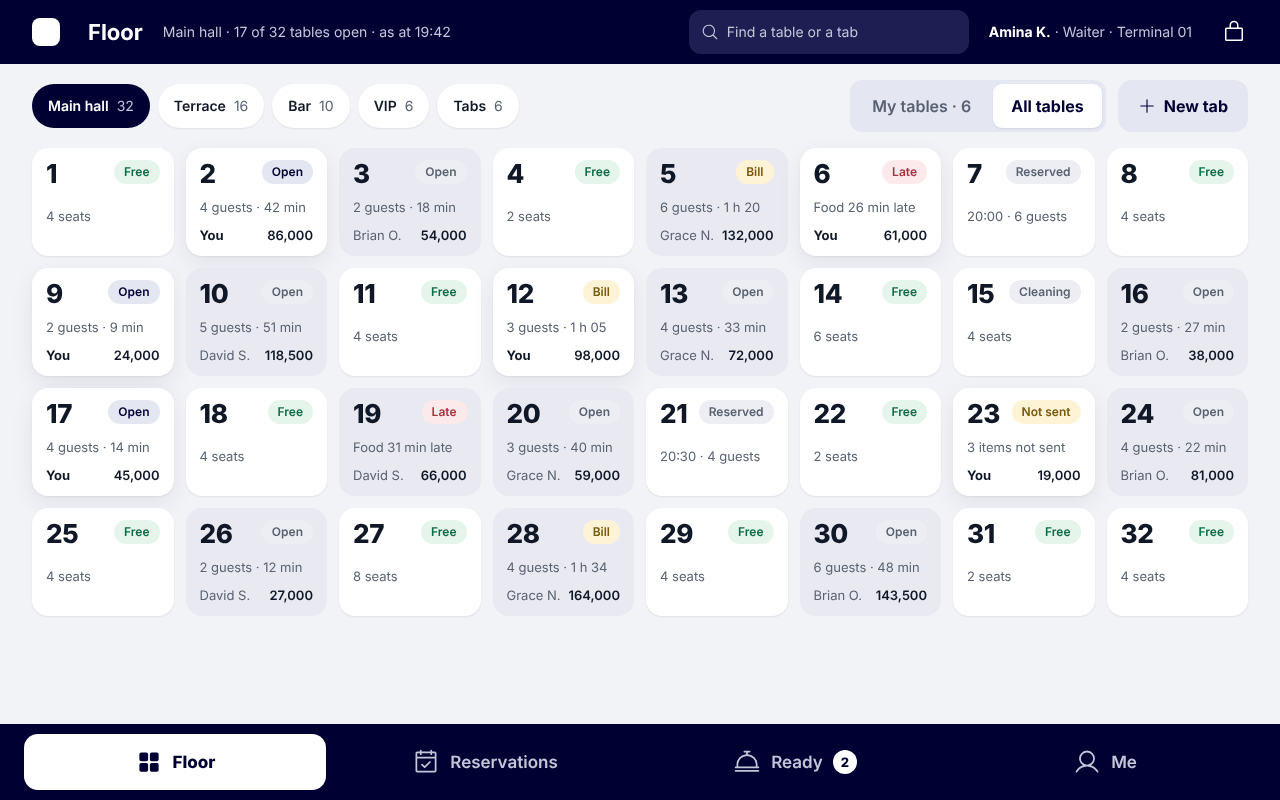 Floor
Main hall · 17 of 32 tables open · as at 19:42
Find a table or a tab
Amina K. · Waiter · Terminal 01
Main hall 32
Terrace 16
Bar 10
VIP 6
Tabs 6
My tables · 6
All tables
New tab
1 Free
4 seats
2 Open
4 guests · 42 min
You 86,000
3 Open
2 guests · 18 min
Brian O. 54,000
4 Free
2 seats
5 Bill
6 guests · 1 h 20
Grace N. 132,000
6 Late
Food 26 min late
You 61,000
7 Reserved
20:00 · 6 guests
8 Free
4 seats
9 Open
2 guests · 9 min
You 24,000
10 Open
5 guests · 51 min
David S. 118,500
11 Free
4 seats
12 Bill
3 guests · 1 h 05
You 98,000
13 Open
4 guests · 33 min
Grace N. 72,000
14 Free
6 seats
15 Cleaning
4 seats
16 Open
2 guests · 27 min
Brian O. 38,000
17 Open
4 guests · 14 min
You 45,000
18 Free
4 seats
19 Late
Food 31 min late
David S. 66,000
20 Open
3 guests · 40 min
Grace N. 59,000
21 Reserved
20:30 · 4 guests
22 Free
2 seats
23 Not sent
3 items not sent
You 19,000
24 Open
4 guests · 22 min
Brian O. 81,000
25 Free
4 seats
26 Open
2 guests · 12 min
David S. 27,000
27 Free
8 seats
28 Bill
4 guests · 1 h 34
Grace N. 164,000
29 Free
4 seats
30 Open
6 guests · 48 min
Brian O. 143,500
31 Free
2 seats
32 Free
4 seats
Floor
Reservations
Ready 2
Me